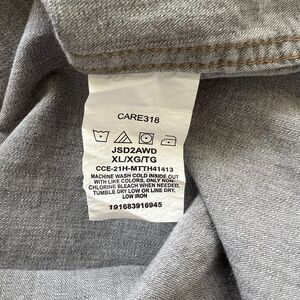 CARE318
JSD2AWD
XL/XG/TG
CCE-21H-MTTH41413
MACHINE WASH COLD INSIDE OUT
WITH LIKE COLORS, ONLY NON-
CHLORINE BLEACH WHEN NEEDED,
TUMBLE DRY LOW OR LINE DRY,
LOW IRON.
191683916945